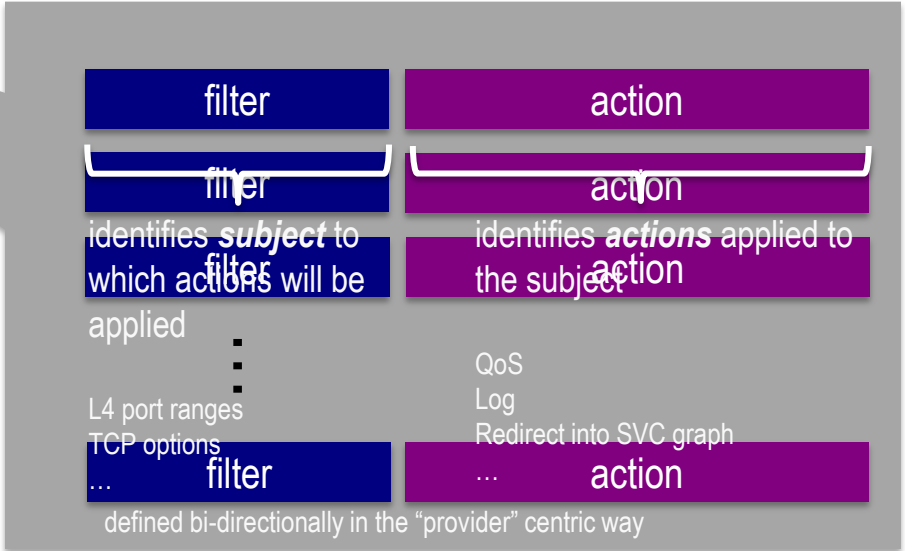 filter
action
filter
action
identifies subject to
which actions will be
applied
identifies actions applied to
the subject
filter
action
L4 port ranges
TCP options
…
QoS
Log
Redirect into SVC graph
…
filter
action
defined bi-directionally in the “provider” centric way